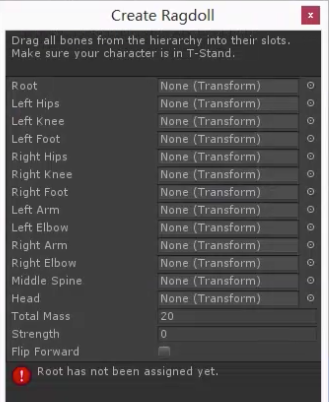 Create Ragdoll
x
Drag all bones from the hierarchy into their slots.
Make sure your character is in T-Stand.
Root None (Transform)
Left Hips None (Transform)
Left Knee None (Transform)
Left Foot None (Transform)
Right Hips None (Transform)
Right Knee None (Transform)
Right Foot None (Transform)
Left Arm None (Transform)
Left Elbow None (Transform)
Right Arm None (Transform)
Right Elbow None (Transform)
Middle Spine None (Transform)
Head None (Transform)
Total Mass 20
Strength 0
Flip Forward
Root has not been assigned yet.